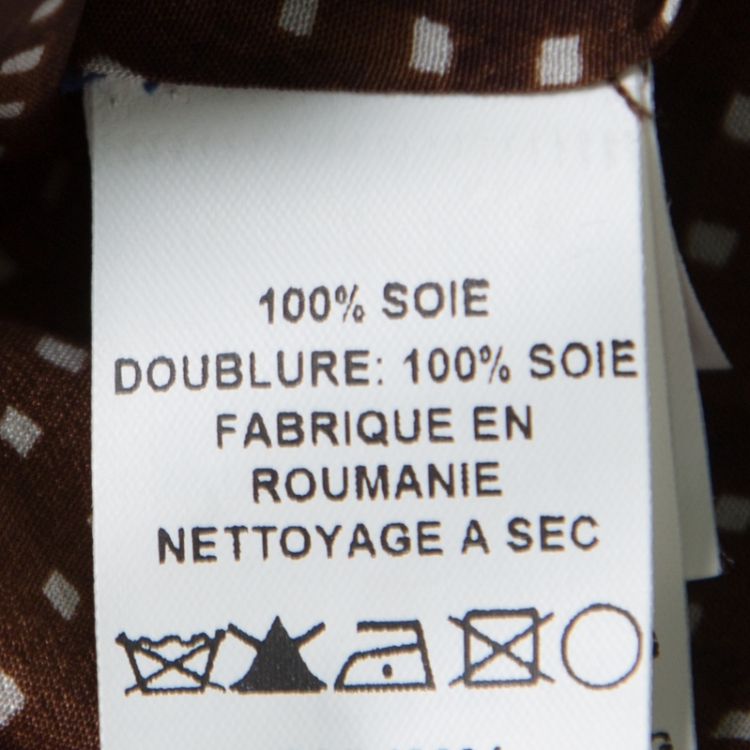 100% SOIE
DOUBLURE: 100% SOIE
FABRIQUE EN
ROUMANIE
NETTOYAGE A SEC